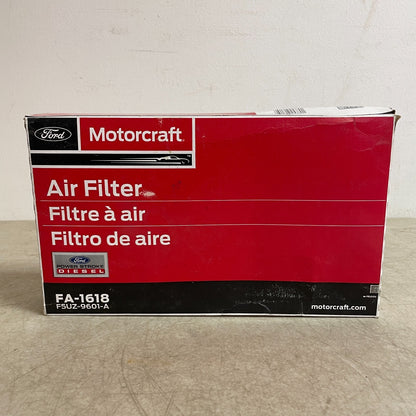 Ford
Motorcraft
Air Filter
Filtre à air
Filtro de aire
Ford
POWER STROKE
DIESEL
FA-1618
F5UZ-9601-A
motorcraft.com